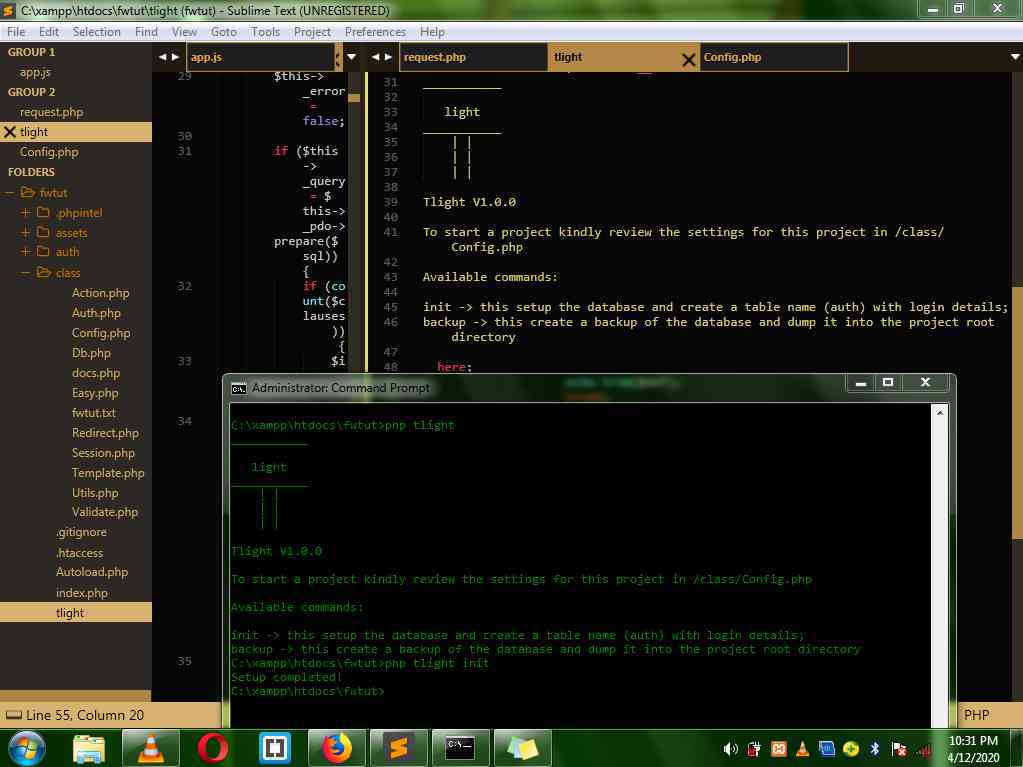 C:\xampp\htdocs\fwtut\tlight (fwtut) - Sublime Text (UNREGISTERED)
File Edit Selection Find View Goto Tools Project Preferences Help
GROUP 1
app.js
GROUP 2
request.php
tlight
Config.php
FOLDERS
fwtut
.phpintel
assets
auth
class
Action.php
Auth.php
Config.php
Db.php
docs.php
Easy.php
fwtut.txt
Redirect.php
Session.php
Template.php
Utils.php
Validate.php
.gitignore
.htaccess
Autoload.php
index.php
tlight
app.js
29 $this->
_error
=
false;
30
31 if ($this
->
_query
= $
this->
_pdo->
prepare($
sql))
{
32 if (co
unt($c
lauses
))
{
33 $i
34
35
request.php tlight Config.php
31
32
33 light
34
35 | |
36 | |
37 | |
38
39 Tlight V1.0.0
40
41 To start a project kindly review the settings for this project in /class/
Config.php
42
43 Available commands:
44
45 init -> this setup the database and create a table name (auth) with login details;
46 backup -> this create a backup of the database and dump it into the project root
directory
47
48 here;
Administrator: Command Prompt
C:\xampp\htdocs\fwtut>php tlight
light
| |
| |
| |
Tlight V1.0.0
To start a project kindly review the settings for this project in /class/Config.php
Available commands:
init -> this setup the database and create a table name (auth) with login details;
backup -> this create a backup of the database and dump it into the project root directory
C:\xampp\htdocs\fwtut>php tlight init
Setup completed!
C:\xampp\htdocs\fwtut>
Line 55, Column 20
PHP
10:31 PM
4/12/2020